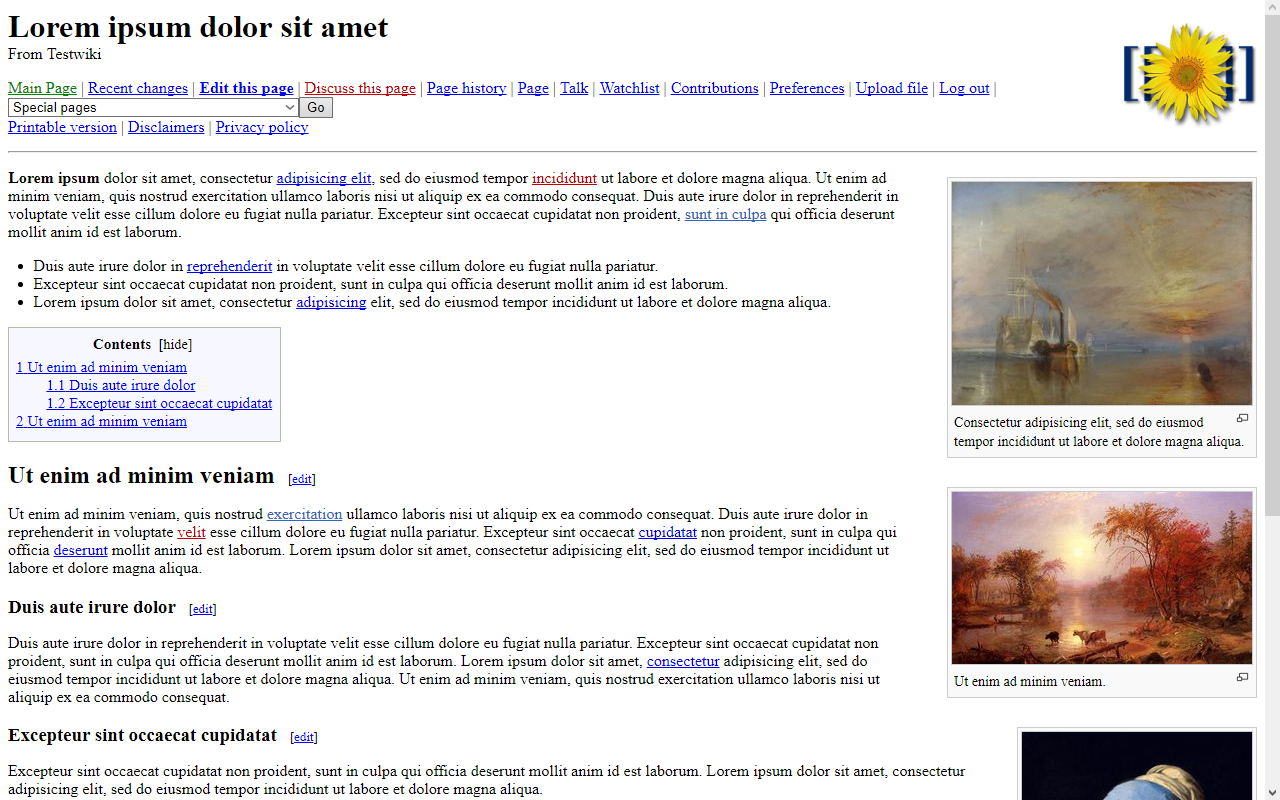 Lorem ipsum dolor sit amet
From Testwiki
Main Page | Recent changes | Edit this page | Discuss this page | Page history | Page | Talk | Watchlist | Contributions | Preferences | Upload file | Log out |
Special pages Go
Printable version | Disclaimers | Privacy policy
Lorem ipsum dolor sit amet, consectetur adipisicing elit, sed do eiusmod tempor incididunt ut labore et dolore magna aliqua. Ut enim ad
minim veniam, quis nostrud exercitation ullamco laboris nisi ut aliquip ex ea commodo consequat. Duis aute irure dolor in reprehenderit in
voluptate velit esse cillum dolore eu fugiat nulla pariatur. Excepteur sint occaecat cupidatat non proident, sunt in culpa qui officia deserunt
mollit anim id est laborum.
• Duis aute irure dolor in reprehenderit in voluptate velit esse cillum dolore eu fugiat nulla pariatur.
• Excepteur sint occaecat cupidatat non proident, sunt in culpa qui officia deserunt mollit anim id est laborum.
• Lorem ipsum dolor sit amet, consectetur adipisicing elit, sed do eiusmod tempor incididunt ut labore et dolore magna aliqua.
Contents [hide]
1 Ut enim ad minim veniam
1.1 Duis aute irure dolor
1.2 Excepteur sint occaecat cupidatat
2 Ut enim ad minim veniam
Consectetur adipisicing elit, sed do eiusmod
tempor incididunt ut labore et dolore magna aliqua.
Ut enim ad minim veniam [edit]
Ut enim ad minim veniam, quis nostrud exercitation ullamco laboris nisi ut aliquip ex ea commodo consequat. Duis aute irure dolor in
reprehenderit in voluptate velit esse cillum dolore eu fugiat nulla pariatur. Excepteur sint occaecat cupidatat non proident, sunt in culpa qui
officia deserunt mollit anim id est laborum. Lorem ipsum dolor sit amet, consectetur adipisicing elit, sed do eiusmod tempor incididunt ut
labore et dolore magna aliqua.
Duis aute irure dolor [edit]
Duis aute irure dolor in reprehenderit in voluptate velit esse cillum dolore eu fugiat nulla pariatur. Excepteur sint occaecat cupidatat non
proident, sunt in culpa qui officia deserunt mollit anim id est laborum. Lorem ipsum dolor sit amet, consectetur adipisicing elit, sed do
eiusmod tempor incididunt ut labore et dolore magna aliqua. Ut enim ad minim veniam, quis nostrud exercitation ullamco laboris nisi ut
aliquip ex ea commodo consequat.
Ut enim ad minim veniam.
Excepteur sint occaecat cupidatat [edit]
Excepteur sint occaecat cupidatat non proident, sunt in culpa qui officia deserunt mollit anim id est laborum. Lorem ipsum dolor sit amet, consectetur
adipisicing elit, sed do eiusmod tempor incididunt ut labore et dolore magna aliqua.